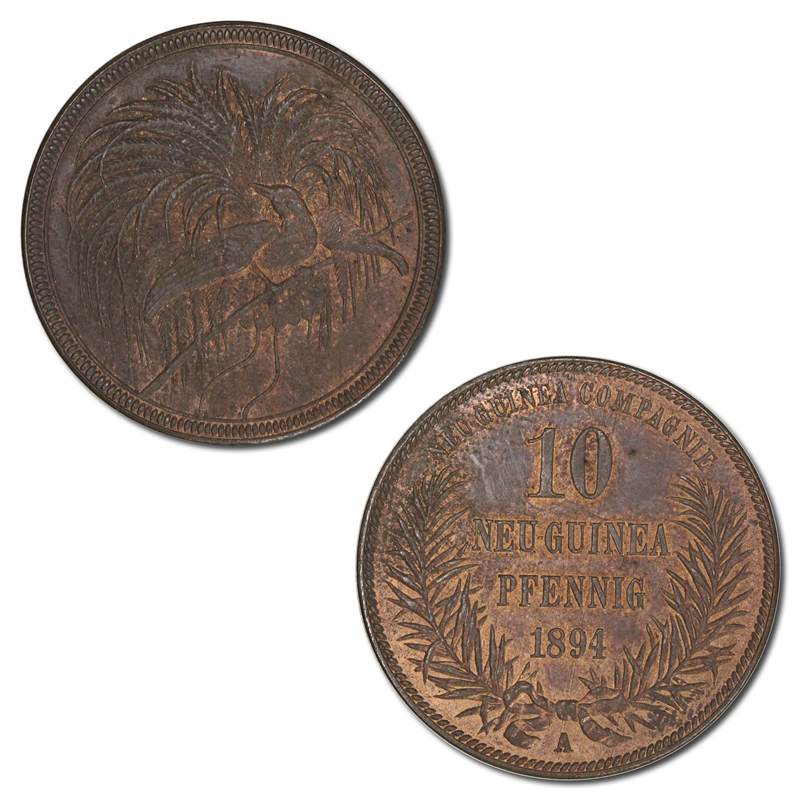 NEU GUINEA COMPAGNIE
10
NEU-GUINEA
PFENNIG
1894
A